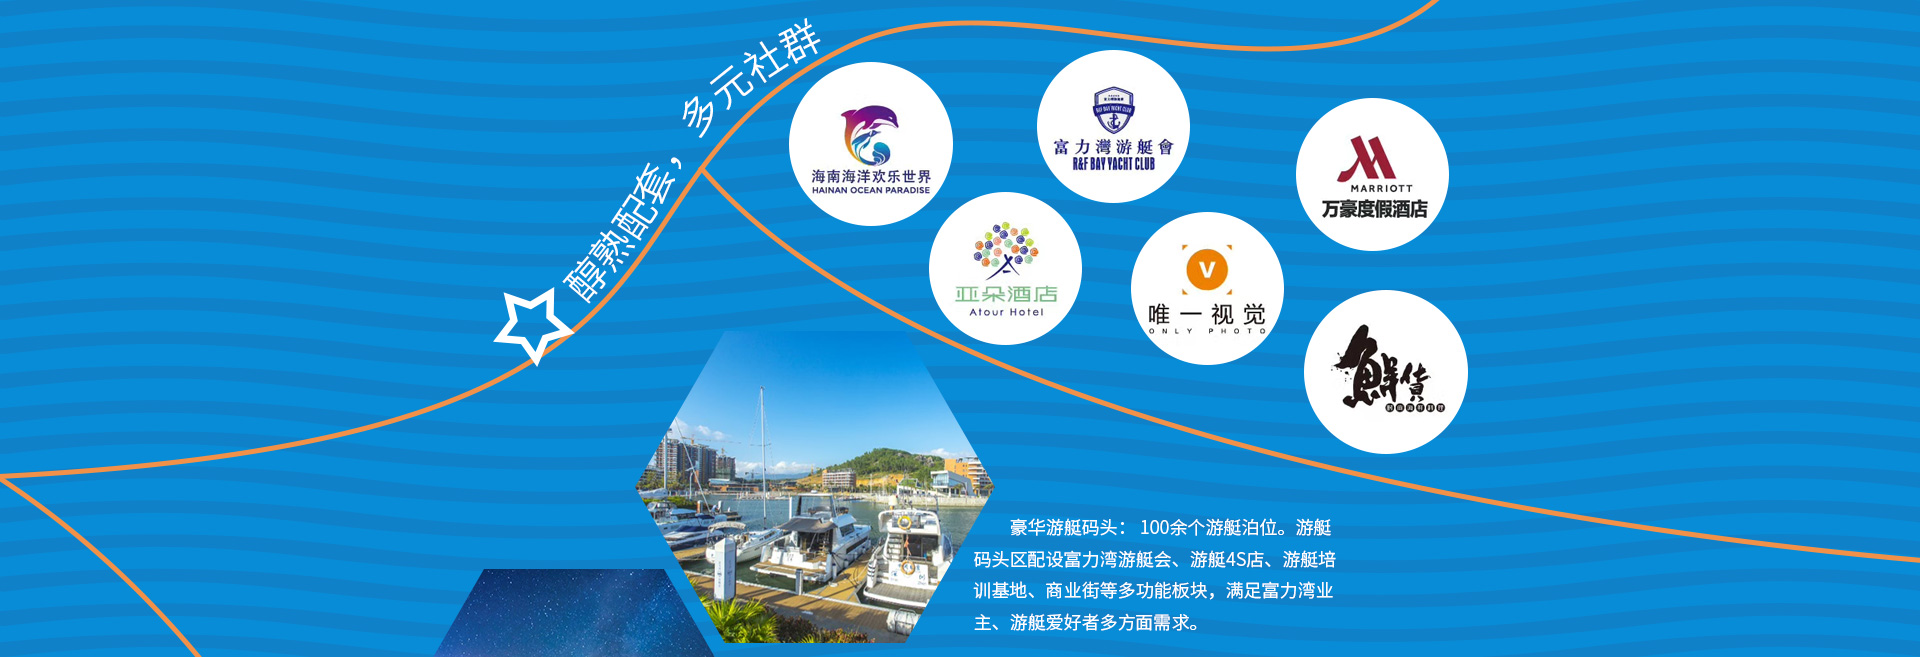 醇熟配套，多元社群
海南海洋欢乐世界
HAINAN OCEAN PARADISE
R&F BAY YACHT CLUB
富力灣游艇會
R&F BAY YACHT CLUB
MARRIOTT
万豪度假酒店
亚朵酒店
Atour Hotel
V
唯一视觉
ONLY PHOTO
鮮貨
豪华游艇码头： 100余个游艇泊位。游艇
码头区配设富力湾游艇会、游艇4S店、游艇培
训基地、商业街等多功能板块，满足富力湾业
主、游艇爱好者多方面需求。